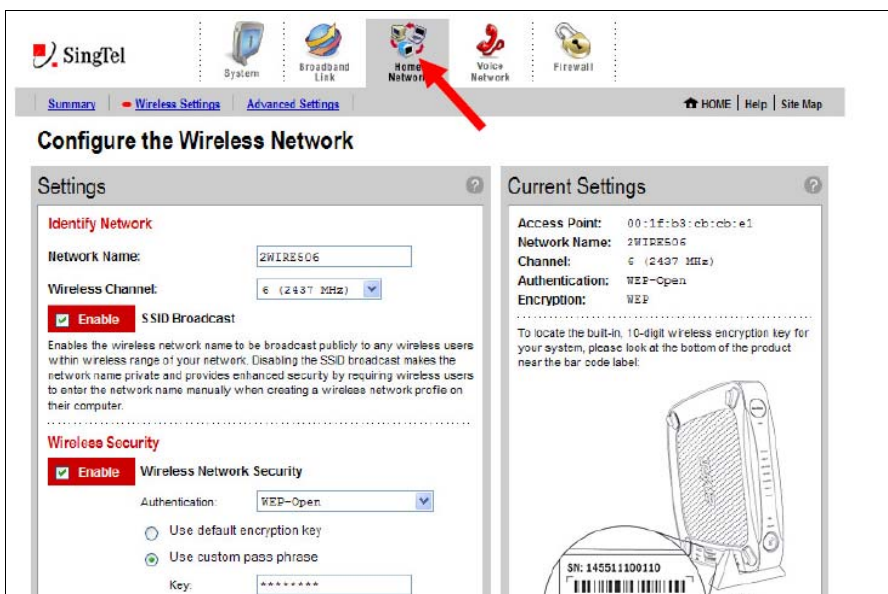 SingTel
System
Broadband Link
Home Network
Voice Network
Firewall
Summary
Wireless Settings
Advanced Settings
HOME | Help | Site Map
Configure the Wireless Network
Settings
Identify Network
Network Name: 2WIRE506
Wireless Channel: 6 (2437 MHz)
Enable SSID Broadcast
Enables the wireless network name to be broadcast publicly to any wireless users
within wireless range of your network. Disabling the SSID broadcast makes the
network name private and provides enhanced security by requiring wireless users
to enter the network name manually when creating a wireless network profile on
their computer.
Wireless Security
Enable Wireless Network Security
Authentication: WEP-Open
Use default encryption key
Use custom pass phrase
Key: ********
Current Settings
Access Point: 00:1f:b3:cb:cb:e1
Network Name: 2WIRE506
Channel: 6 (2437 MHz)
Authentication: WEP-Open
Encryption: WEP
To locate the built-in, 10-digit wireless encryption key for
your system, please look at the bottom of the product
near the bar code label:
SN: 145511100110